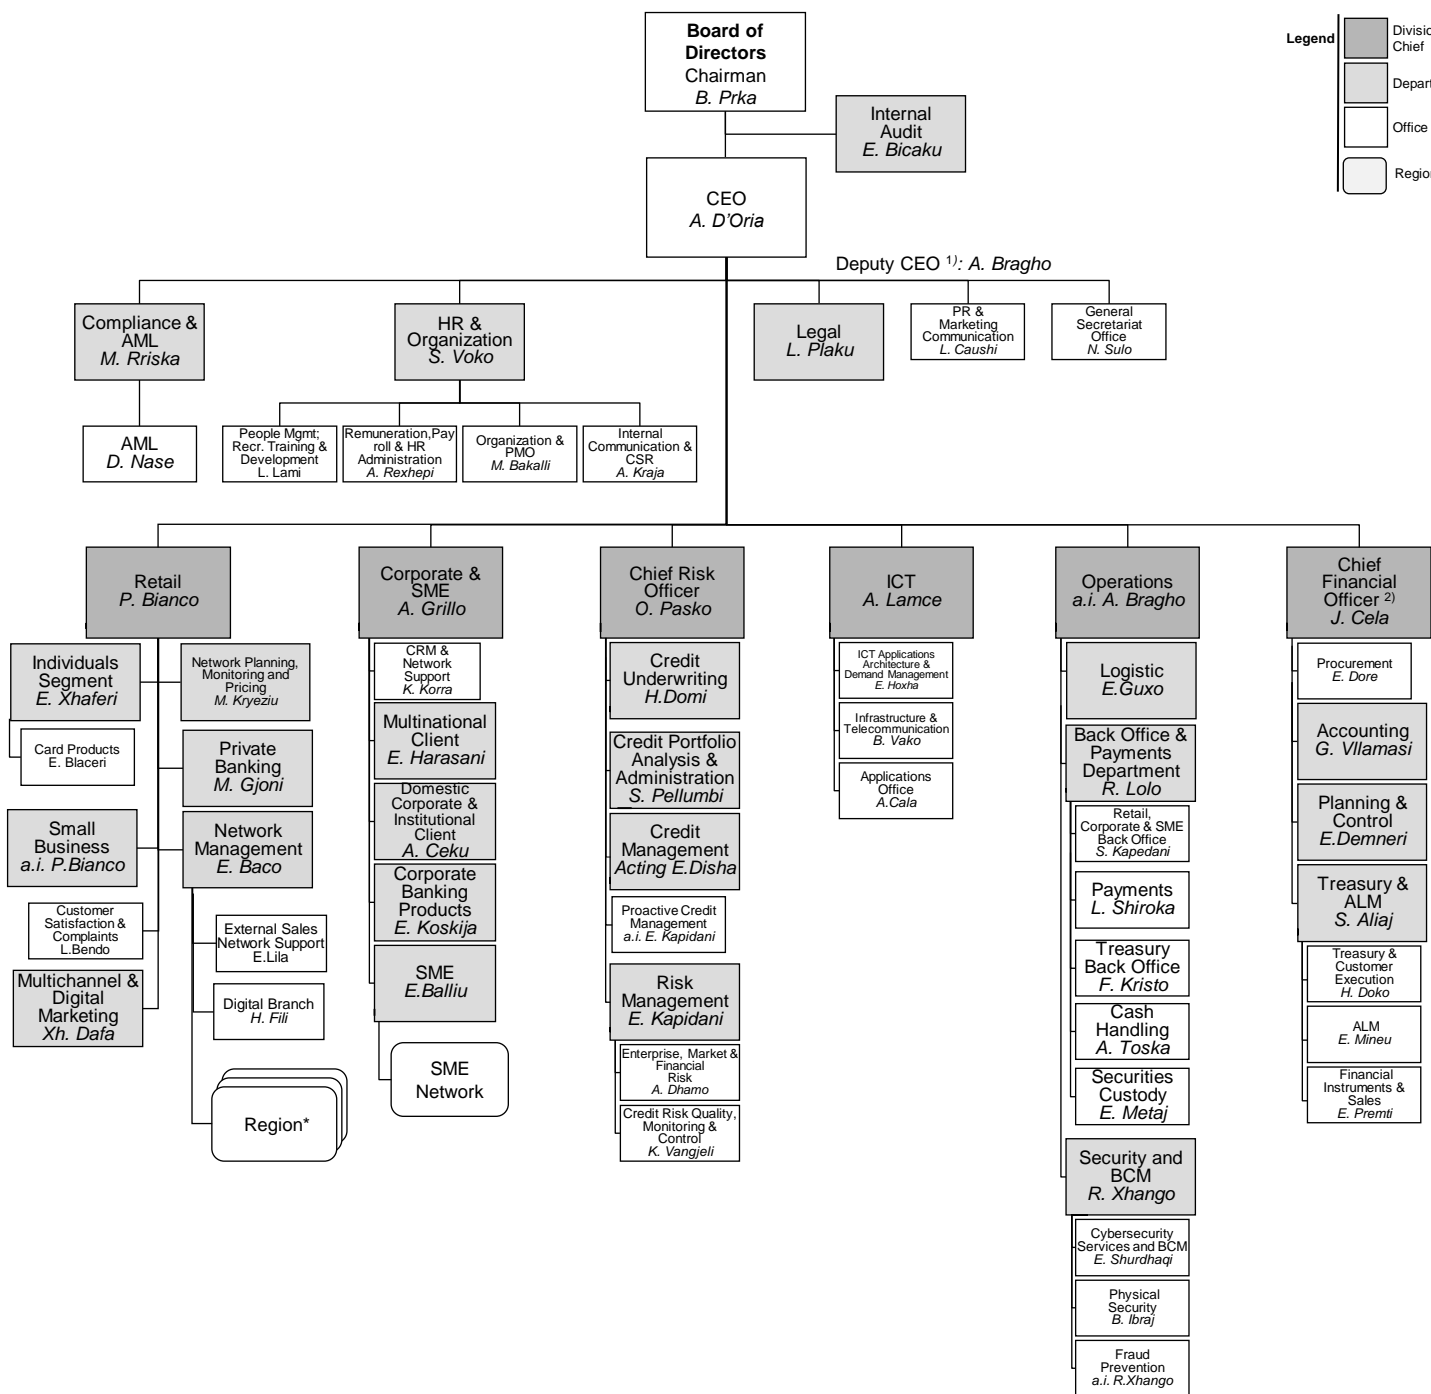 Board of
Directors
Chairman
B. Prka
Legend
Divisio
Chief
Depart
Office
Region
Internal
Audit
E. Bicaku
CEO
A. D'Oria
Deputy CEO 1): A. Bragho
Compliance &
AML
M. Rriska
HR &
Organization
S. Voko
Legal
L. Plaku
PR &
Marketing
Communication
L. Caushi
General
Secretariat
Office
N. Sulo
AML
D. Nase
People Mgmt;
Recr. Training &
Development
L. Lami
Remuneration,Pay
roll & HR
Administration
A. Rexhepi
Organization &
PMO
M. Bakalli
Internal
Communication &
CSR
A. Kraja
Retail
P. Bianco
Individuals
Segment
E. Xhaferi
Network Planning,
Monitoring and
Pricing
M. Kryeziu
Card Products
E. Blaceri
Private
Banking
M. Gjoni
Small
Business
a.i. P.Bianco
Network
Management
E. Baco
Customer
Satisfaction &
Complaints
L.Bendo
External Sales
Network Support
E.Lila
Multichannel &
Digital
Marketing
Xh. Dafa
Digital Branch
H. Fili
Region*
Corporate &
SME
A. Grillo
CRM &
Network
Support
K. Korra
Multinational
Client
E. Harasani
Domestic
Corporate &
Institutional
Client
A. Ceku
Corporate
Banking
Products
E. Koskija
SME
E.Balliu
SME
Network
Chief Risk
Officer
O. Pasko
Credit
Underwriting
H.Domi
Credit Portfolio
Analysis &
Administration
S. Pellumbi
Credit
Management
Acting E.Disha
Proactive Credit
Management
a.i. E. Kapidani
Risk
Management
E. Kapidani
Enterprise, Market &
Financial
Risk
A. Dhamo
Credit Risk Quality,
Monitoring &
Control
K. Vangjeli
ICT
A. Lamce
ICT Applications
Architecture &
Demand Management
E. Hoxha
Infrastructure &
Telecommunication
B. Vako
Applications
Office
A.Cala
Operations
a.i. A. Bragho
Logistic
E.Guxo
Back Office &
Payments
Department
R. Lolo
Retail,
Corporate & SME
Back Office
S. Kapedani
Payments
L. Shiroka
Treasury
Back Office
F. Kristo
Cash
Handling
A. Toska
Securities
Custody
E. Metaj
Security and
BCM
R. Xhango
Cybersecurity
Services and BCM
E. Shurdhaqi
Physical
Security
B. Ibraj
Fraud
Prevention
a.i. R.Xhango
Chief
Financial
Officer 2)
J. Cela
Procurement
E. Dore
Accounting
G. Vllamasi
Planning &
Control
E.Demneri
Treasury &
ALM
S. Aliaj
Treasury &
Customer
Execution
H. Doko
ALM
E. Mineu
Financial
Instruments &
Sales
E. Premti